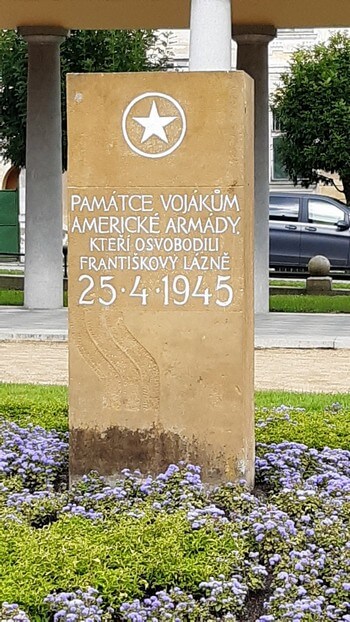 PAMÁTCE VOJÁKŮM
AMERICKÉ ARMÁDY,
KTEŘÍ OSVOBODILI
FRANTIŠKOVY LÁZNĚ
25·4·1945